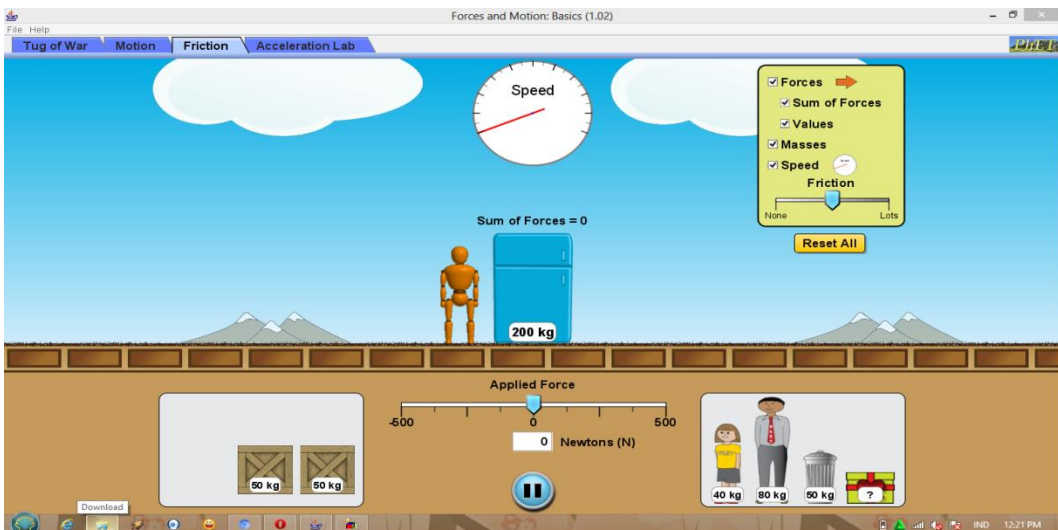 Forces and Motion: Basics (1.02)
File Help
Tug of War Motion Friction Acceleration Lab
PhET
Speed
Forces
Sum of Forces
Values
Masses
Speed
Friction
None Lots
Reset All
Sum of Forces = 0
200 kg
Applied Force
-500 0 500
0 Newtons (N)
50 kg 50 kg
40 kg 80 kg 50 kg ?
Download
IND 12:21 PM